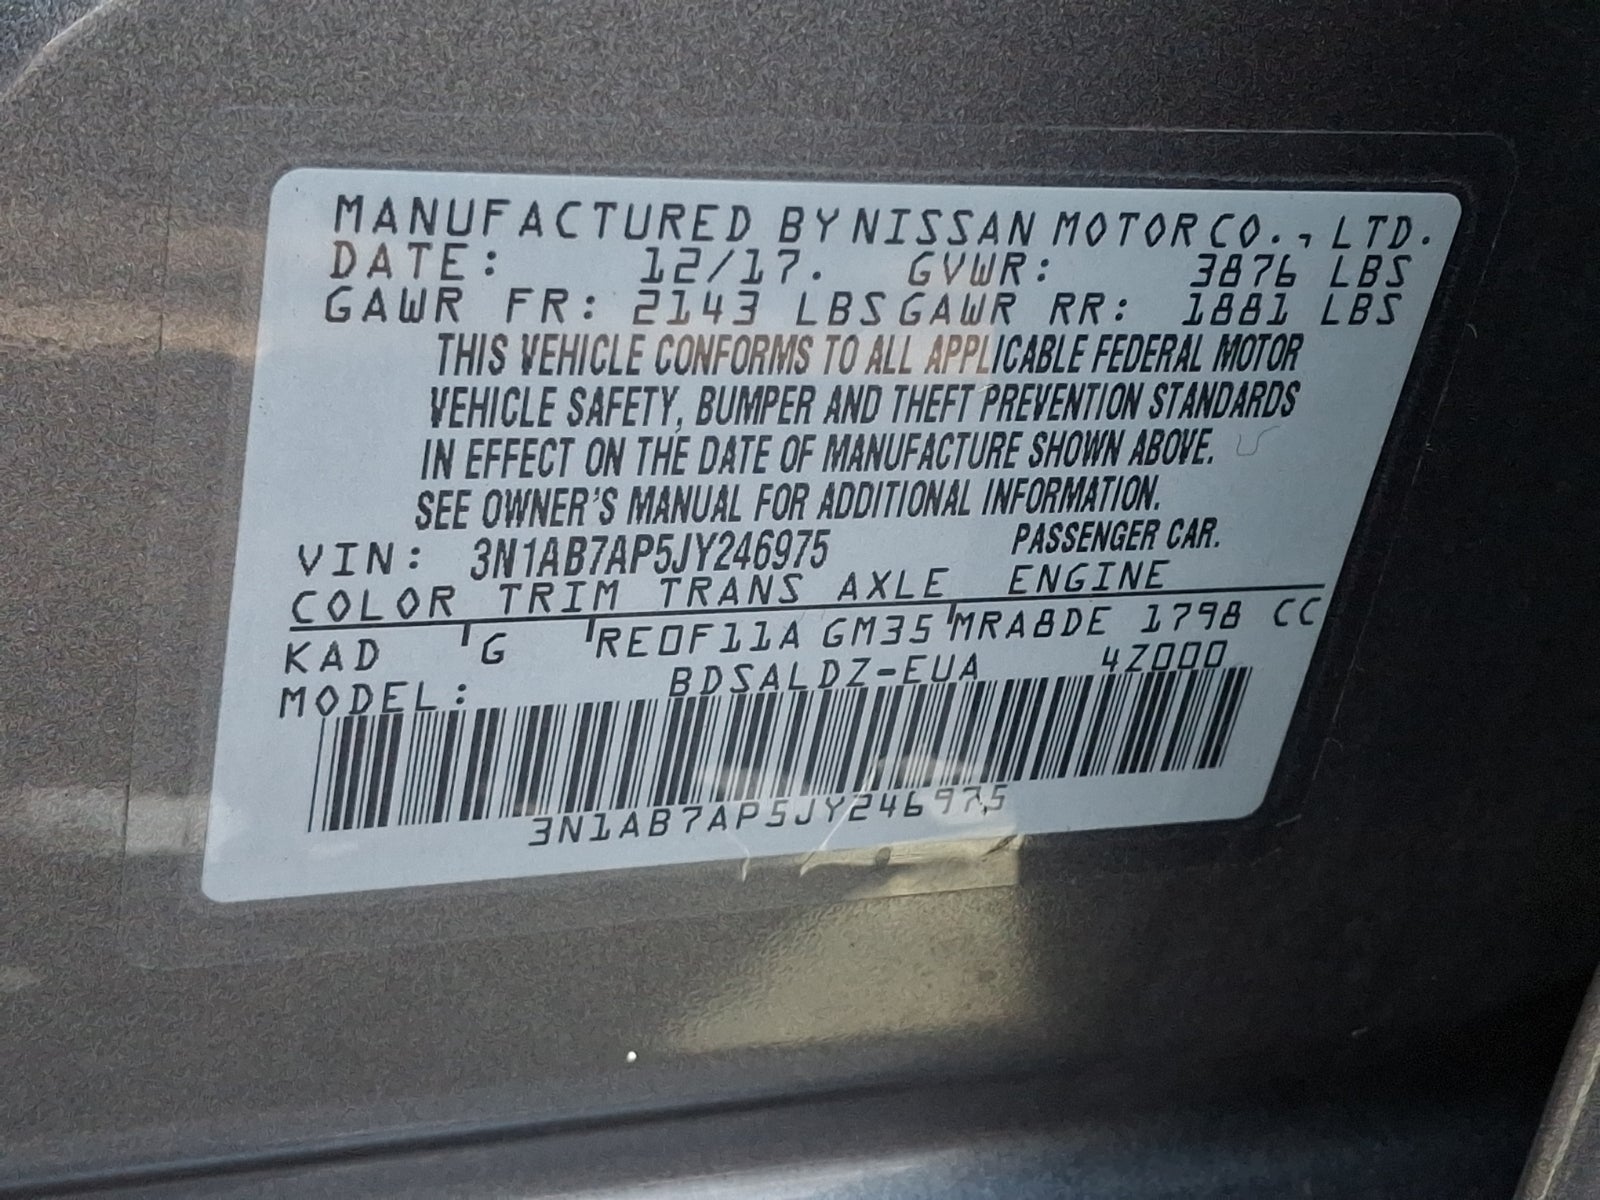 MANUFACTURED BY NISSAN MOTOR CO., LTD.
DATE: 12/17. GVWR: 3876 LBS
GAWR FR: 2143 LBS GAWR RR: 1881 LBS
THIS VEHICLE CONFORMS TO ALL APPLICABLE FEDERAL MOTOR
VEHICLE SAFETY, BUMPER AND THEFT PREVENTION STANDARDS
IN EFFECT ON THE DATE OF MANUFACTURE SHOWN ABOVE.
SEE OWNER'S MANUAL FOR ADDITIONAL INFORMATION.
VIN: 3N1AB7AP5JY246975 PASSENGER CAR.
COLOR TRIM TRANS AXLE ENGINE
KAD G RE0F11A GM35 MRA8DE 1798 CC
MODEL: BDSALDZ-EUA 4Z000
3N1AB7AP5JY246975